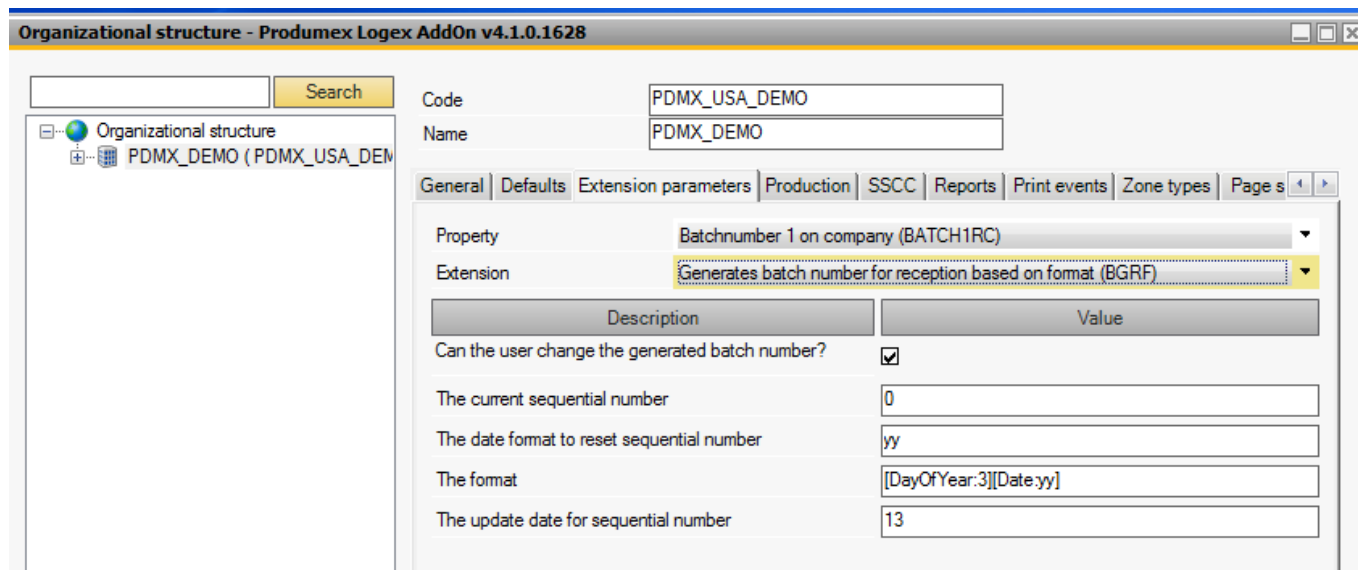 Organizational structure - Produmex Logex AddOn v4.1.0.1628
Search
Organizational structure
PDMX_DEMO ( PDMX_USA_DEM
Code PDMX_USA_DEMO
Name PDMX_DEMO
General Defaults Extension parameters Production SSCC Reports Print events Zone types Page s
Property Batchnumber 1 on company (BATCH1RC)
Extension Generates batch number for reception based on format (BGRF)
Description Value
Can the user change the generated batch number?
The current sequential number 0
The date format to reset sequential number yy
The format [DayOfYear:3][Date:yy]
The update date for sequential number 13